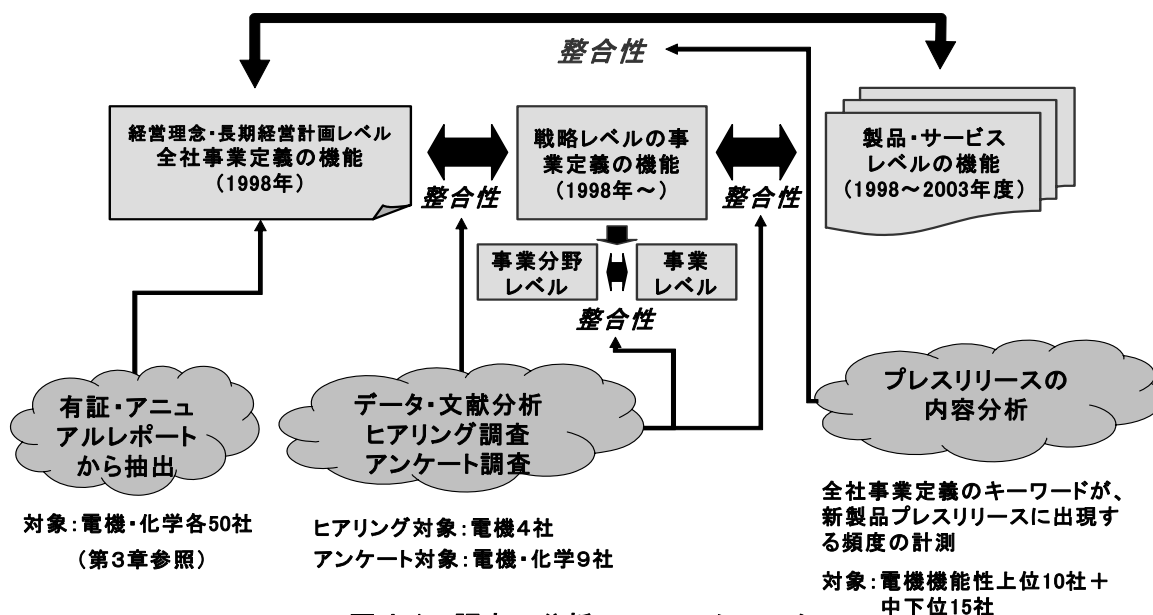 整合性
経営理念・長期経営計画レベル
全社事業定義の機能
(1998年)
整合性
戦略レベルの事
業定義の機能
(1998年~)
整合性
製品・サービス
レベルの機能
(1998~2003年度)
事業分野
レベル
事業
レベル
整合性
有証・アニュ
アルレポート
から抽出
データ・文献分析
ヒアリング調査
アンケート調査
プレスリリースの
内容分析
対象:電機・化学各50社
(第3章参照)
ヒアリング対象:電機4社
アンケート対象:電機・化学9社
全社事業定義のキーワードが、
新製品プレスリリースに出現す
る頻度の計測
対象:電機機能性上位10社+
中下位15社